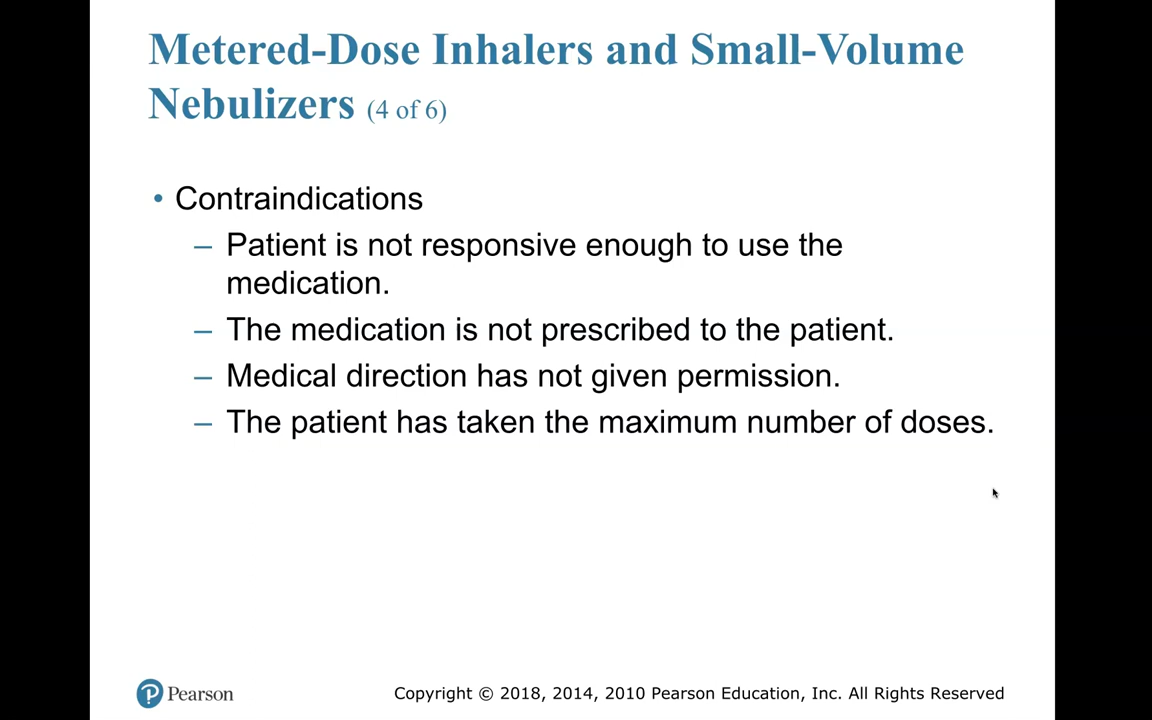 Metered-Dose Inhalers and Small-Volume
Nebulizers (4 of 6)
• Contraindications
– Patient is not responsive enough to use the
medication.
– The medication is not prescribed to the patient.
– Medical direction has not given permission.
– The patient has taken the maximum number of doses.
Pearson
Copyright © 2018, 2014, 2010 Pearson Education, Inc. All Rights Reserved